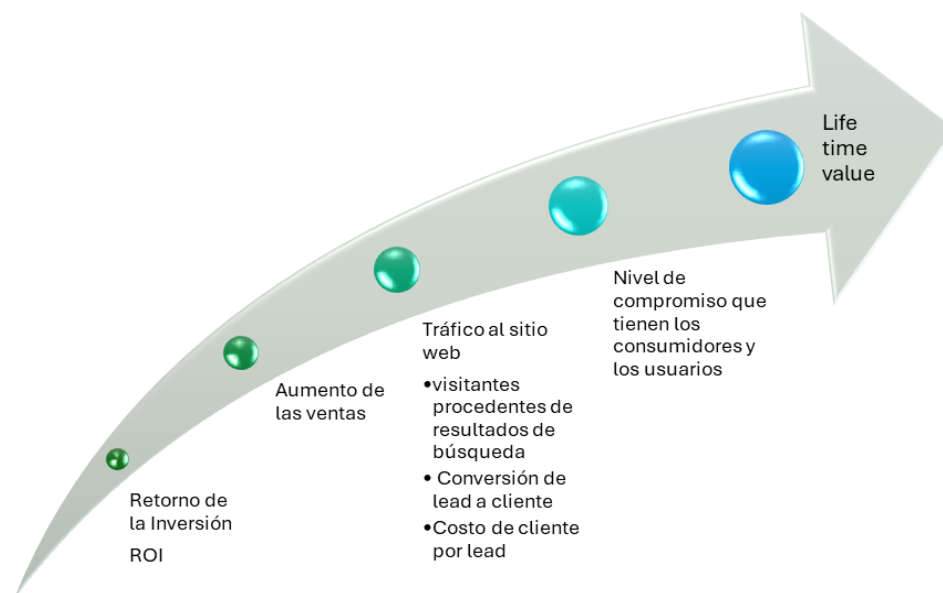 Retorno de
la Inversión
ROI
Aumento de
las ventas
Tráfico al sitio
web
•visitantes
procedentes de
resultados de
búsqueda
• Conversión de
lead a cliente
•Costo de cliente
por lead
Nivel de
compromiso que
tienen los
consumidores y
los usuarios
Life
time
value